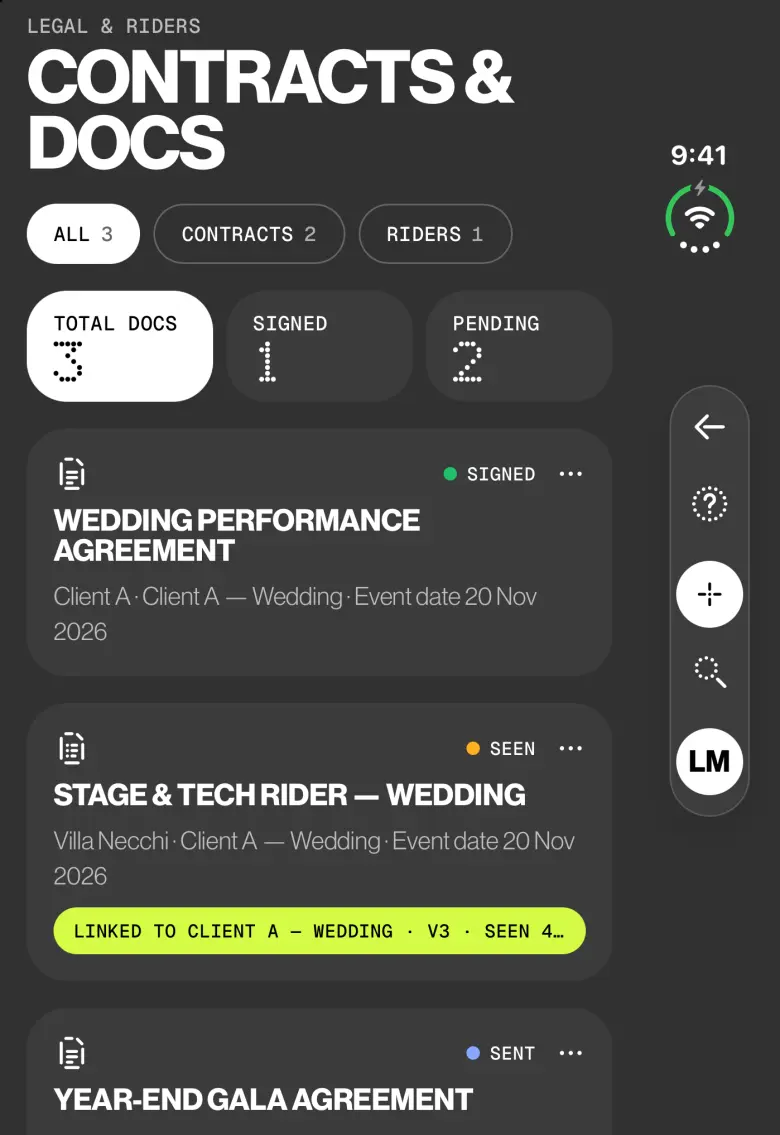 LEGAL & RIDERS
CONTRACTS &
DOCS
9:41
ALL 3
CONTRACTS 2
RIDERS 1
TOTAL DOCS
3
SIGNED
1
PENDING
2
SIGNED
WEDDING PERFORMANCE
AGREEMENT
Client A · Client A — Wedding · Event date 20 Nov
2026
SEEN
STAGE & TECH RIDER — WEDDING
Villa Necchi · Client A — Wedding · Event date 20 Nov
2026
LINKED TO CLIENT A — WEDDING · V3 · SEEN 4…
LM
SENT
YEAR-END GALA AGREEMENT